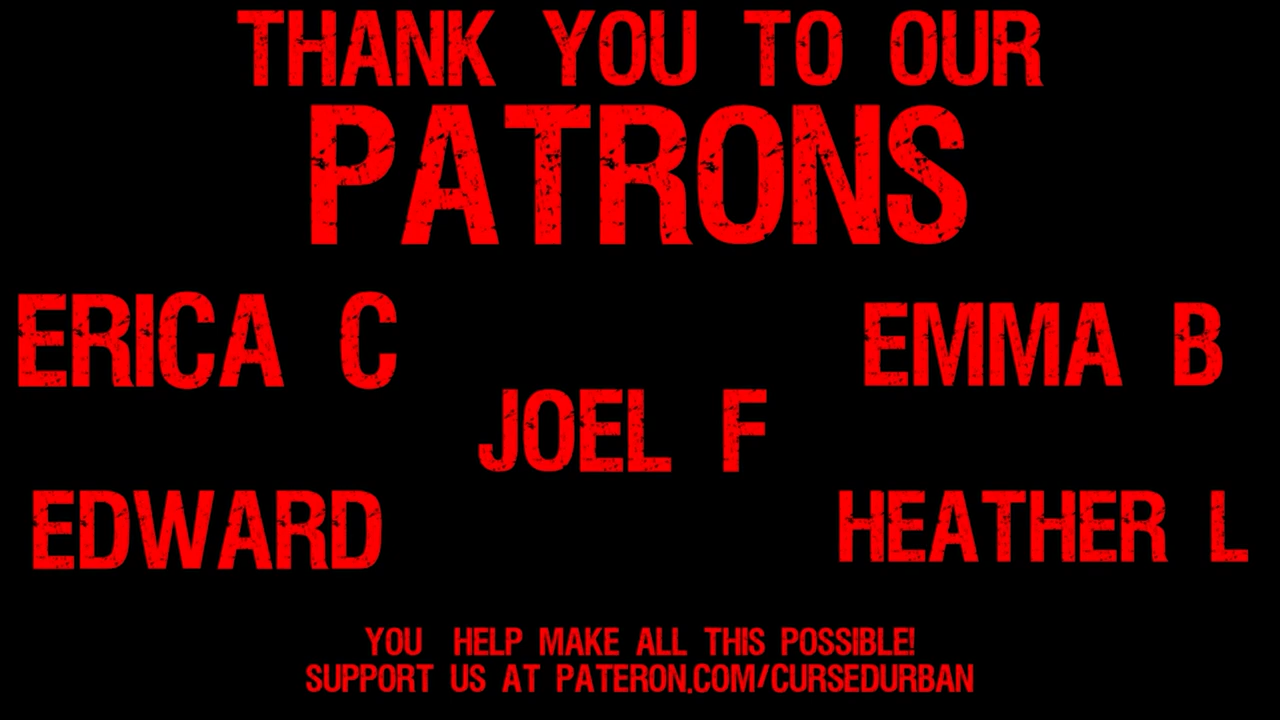 THANK YOU TO OUR
PATRONS
ERICA C
EMMA B
JOEL F
EDWARD
HEATHER L
YOU HELP MAKE ALL THIS POSSIBLE!
SUPPORT US AT PATERON.COM/CURSEDURBAN